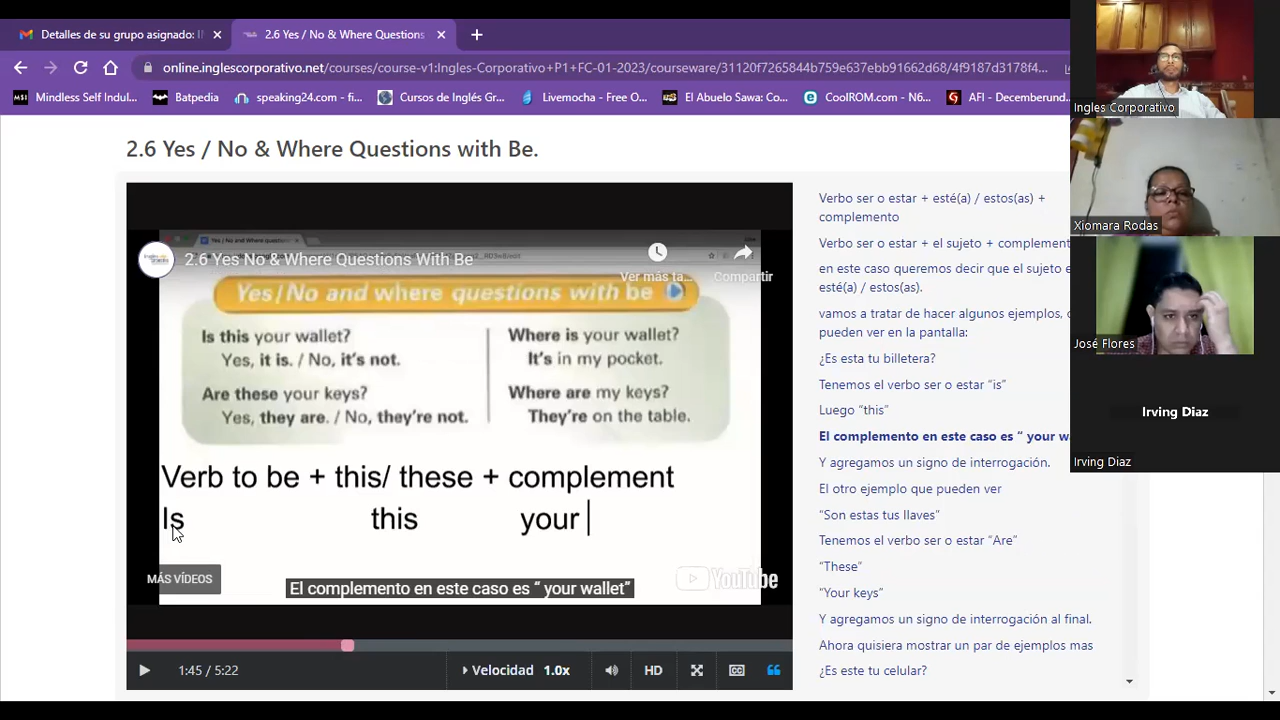 Detalles de su grupo asignado: I
2.6 Yes / No & Where Questions
online.inglescorporativo.net/courses/course-v1:Ingles-Corporativo+P1+FC-01-2023/courseware/31120f7265844b759e637ebb91662d68/4f9187d3178f4...
MSI Mindless Self Indul...
Batpedia
speaking24.com - fi...
Cursos de Inglés Gr...
Livemocha - Free O...
El Abuelo Sawa: Co...
CoolROM.com - N6...
AFI - Decemberund...
2.6 Yes / No & Where Questions with Be.
Yes/No and Where questions
2.6 Yes No & Where Questions With Be
Ver más ta...
Compartir
Yes/No and where questions with be
Is this your wallet?
Yes, it is. / No, it's not.
Are these your keys?
Yes, they are. / No, they're not.
Where is your wallet?
It's in my pocket.
Where are my keys?
They're on the table.
Verb to be + this/ these + complement
Is this your
MÁS VÍDEOS
YouTube
El complemento en este caso es “ your wallet”
1:45 / 5:22
Velocidad 1.0x
HD
Verbo ser o estar + esté(a) / estos(as) +
complemento
Verbo ser o estar + el sujeto + complement
en este caso queremos decir que el sujeto e
esté(a) / estos(as).
vamos a tratar de hacer algunos ejemplos, c
pueden ver en la pantalla:
¿Es esta tu billetera?
Tenemos el verbo ser o estar “is”
Luego “this”
El complemento en este caso es “ your wa
Y agregamos un signo de interrogación.
El otro ejemplo que pueden ver
“Son estas tus llaves”
Tenemos el verbo ser o estar “Are”
“These”
“Your keys”
Y agregamos un signo de interrogación al final.
Ahora quisiera mostrar un par de ejemplos mas
¿Es este tu celular?
Ingles Corporativo
Xiomara Rodas
José Flores
Irving Diaz
Irving Diaz